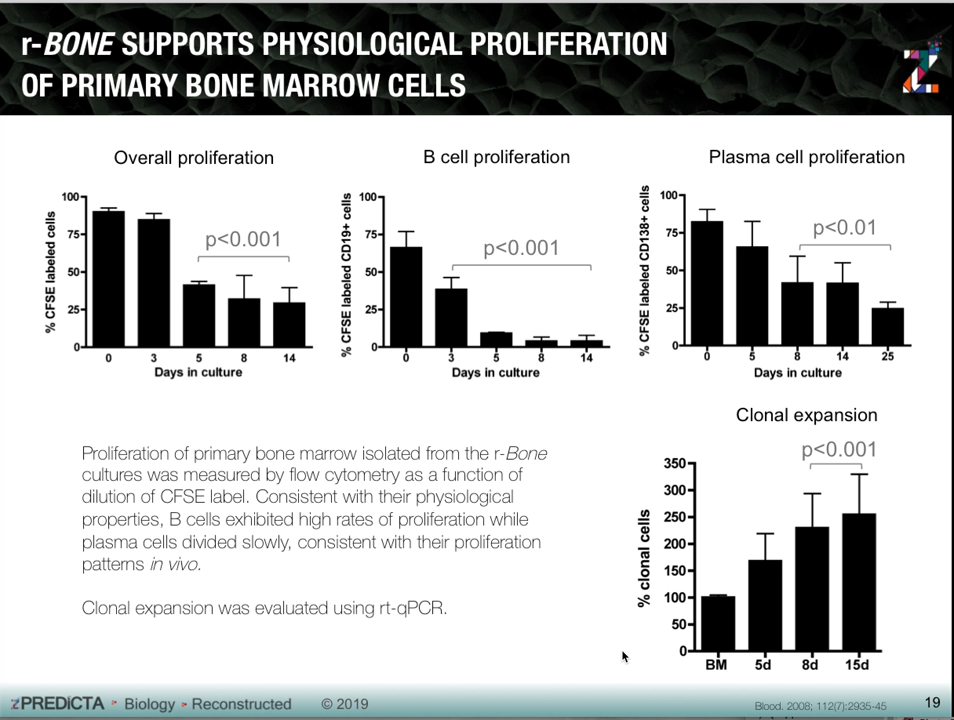 r-BONE SUPPORTS PHYSIOLOGICAL PROLIFERATION
OF PRIMARY BONE MARROW CELLS
Overall proliferation
% CFSE labeled cells
100
75
50
25
0
p<0.001
0 3 5 8 14
Days in culture
B cell proliferation
% CFSE labeled CD19+ cells
100
75
50
25
0
p<0.001
0 3 5 8 14
Days in culture
Plasma cell proliferation
% CFSE labeled CD138+ cells
100
75
50
25
0
p<0.01
0 5 8 14 25
Days in culture
Proliferation of primary bone marrow isolated from the r-Bone
cultures was measured by flow cytometry as a function of
dilution of CFSE label. Consistent with their physiological
properties, B cells exhibited high rates of proliferation while
plasma cells divided slowly, consistent with their proliferation
patterns in vivo.
Clonal expansion was evaluated using rt-qPCR.
Clonal expansion
p<0.001
% clonal cells
350
300
250
200
150
100
50
0
BM 5d 8d 15d
zPREDICTA Biology Reconstructed © 2019
Blood. 2008; 112(7):2935-45
19